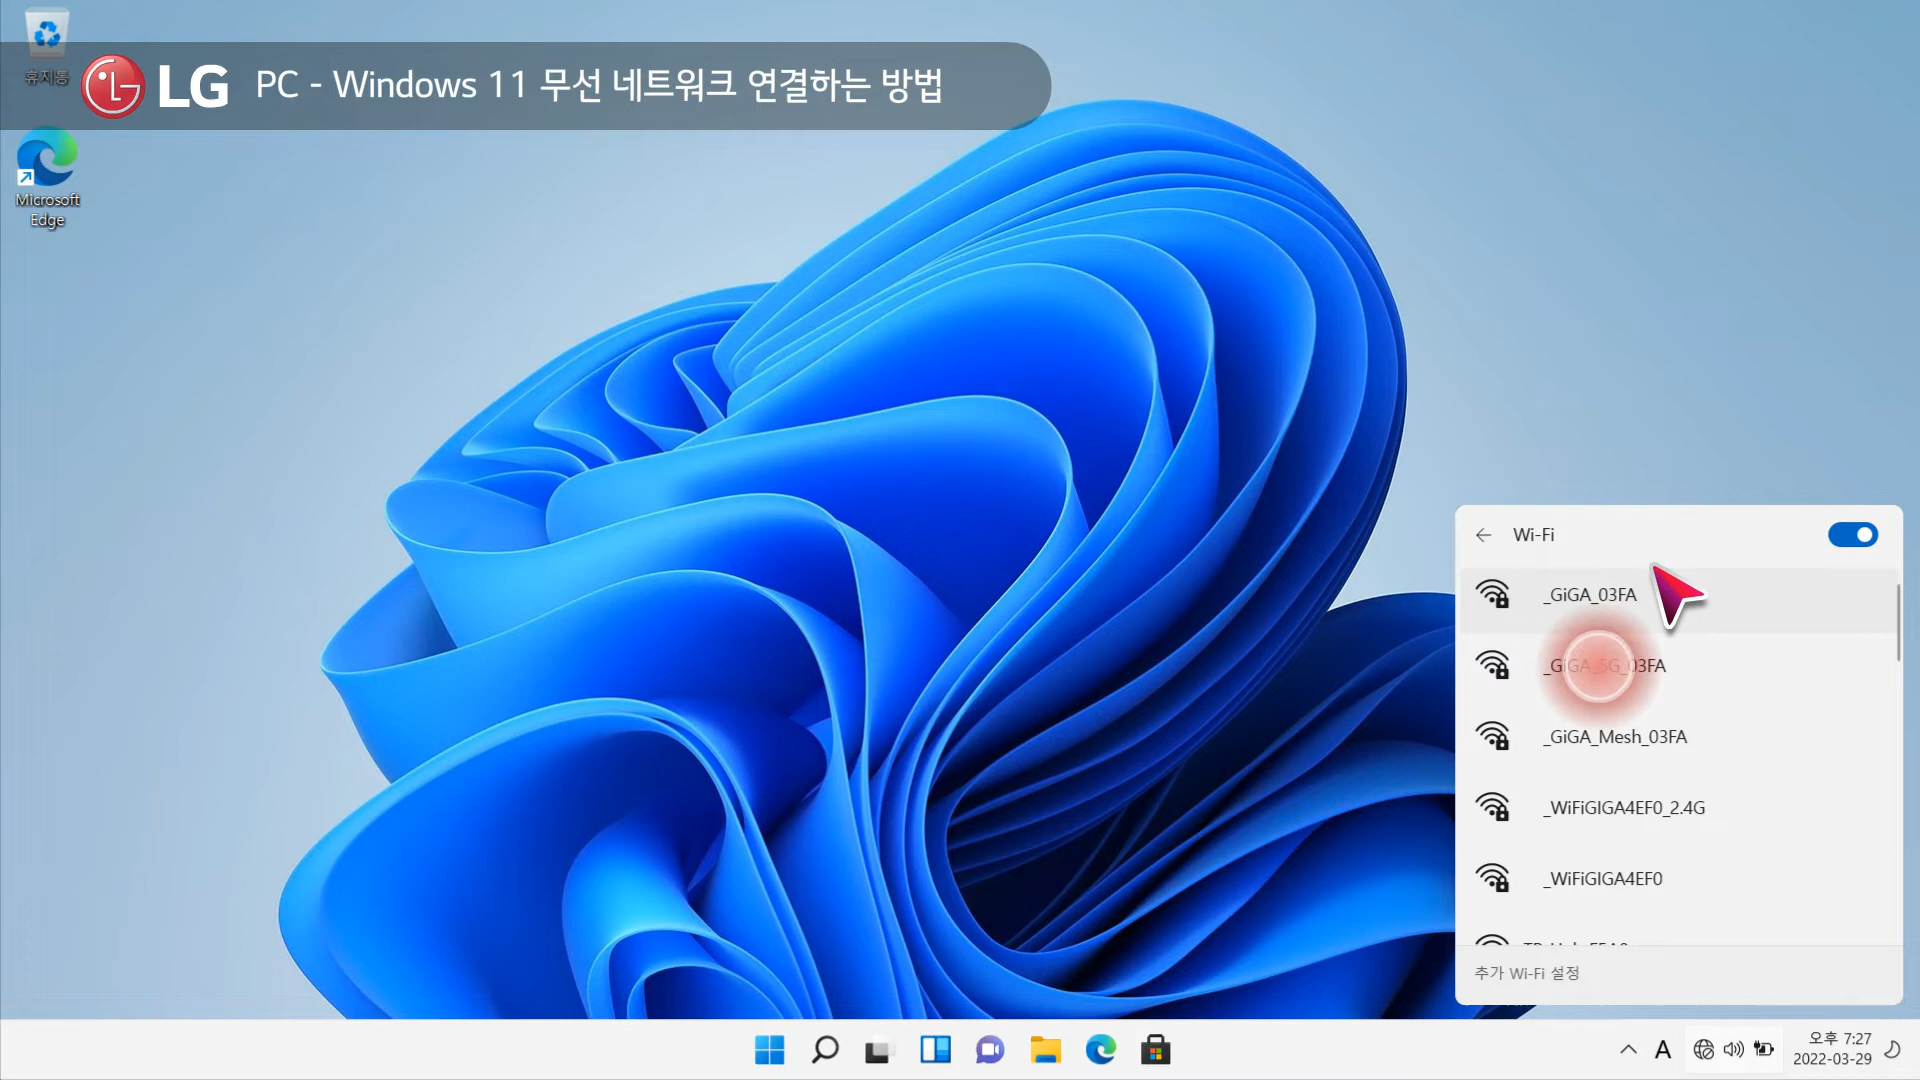 휴지통
LG PC - Windows 11 무선 네트워크 연결하는 방법
Microsoft
Edge
Wi-Fi
_GiGA_03FA
_GiGA_5G_03FA
_GiGA_Mesh_03FA
_WiFiGIGA4EF0_2.4G
_WiFiGIGA4EF0
추가 Wi-Fi 설정
A
오후 7:27
2022-03-29